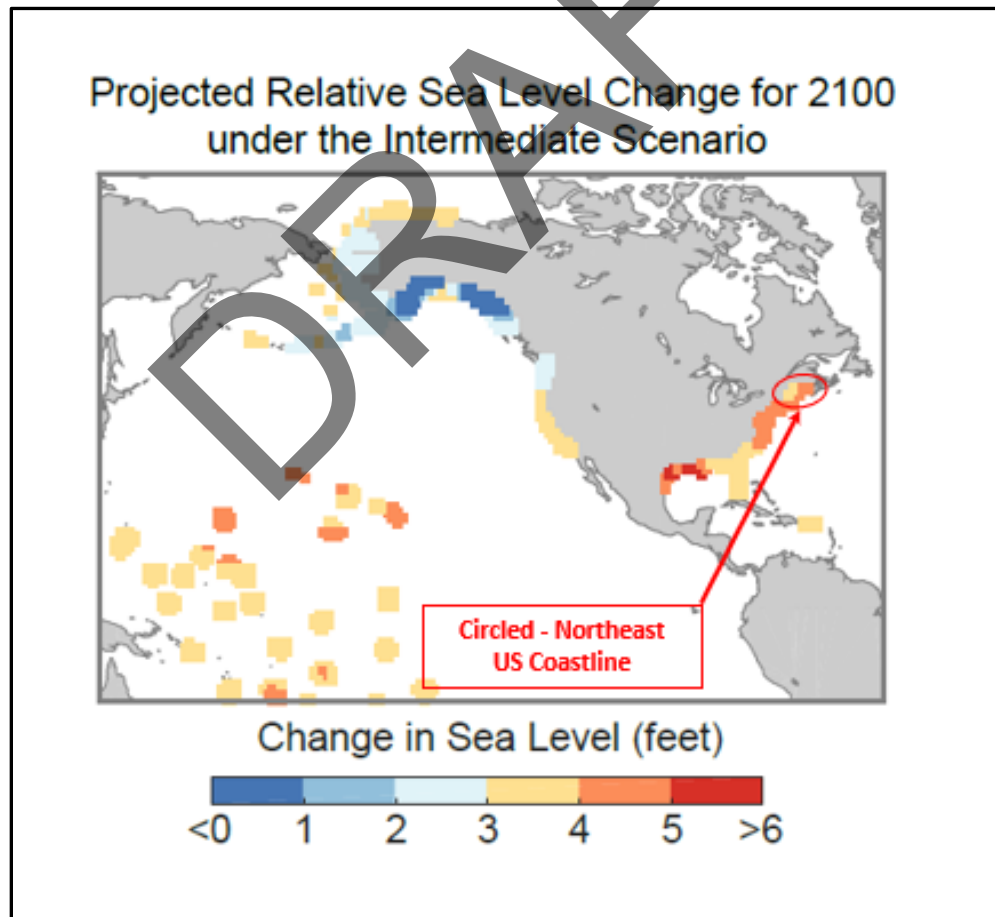 Projected Relative Sea Level Change for 2100
under the Intermediate Scenario
Circled - Northeast
US Coastline
Change in Sea Level (feet)
<0 1 2 3 4 5 >6